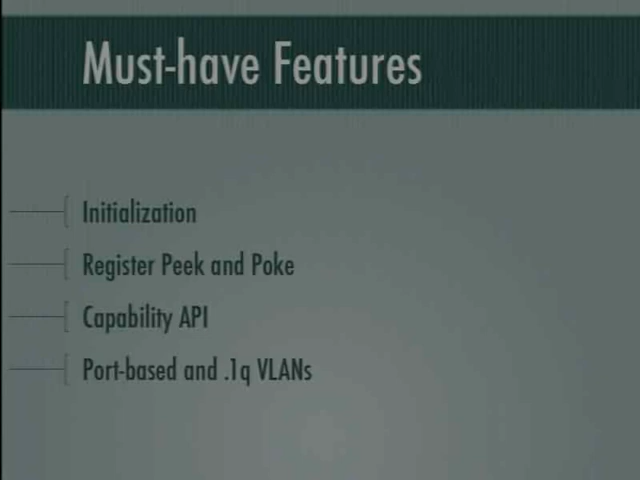 Must-have Features
Initialization
Register Peek and Poke
Capability API
Port-based and .1q VLANs